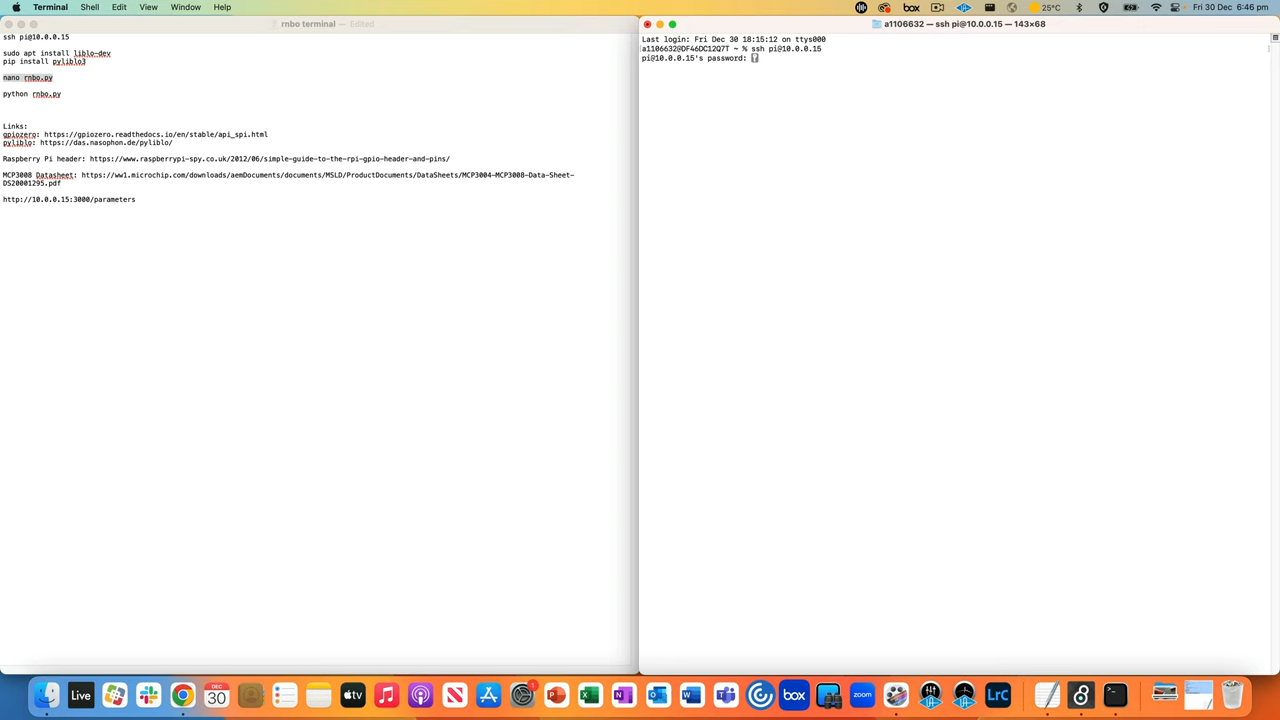 Terminal Shell Edit View Window Help
box
25°C
Fri 30 Dec 6:46 pm
rnbo terminal — Edited
ssh pi@10.0.0.15
sudo apt install liblo-dev
pip install pyliblo3
nano rnbo.py
python rnbo.py
Links:
gpiozero: https://gpiozero.readthedocs.io/en/stable/api_spi.html
pyliblo: https://das.nasophon.de/pyliblo/
Raspberry Pi header: https://www.raspberrypi-spy.co.uk/2012/06/simple-guide-to-the-rpi-gpio-header-and-pins/
MCP3008 Datasheet: https://ww1.microchip.com/downloads/aemDocuments/documents/MSLD/ProductDocuments/DataSheets/MCP3004-MCP3008-Data-Sheet-
DS20001295.pdf
http://10.0.0.15:3000/parameters
a1106632 — ssh pi@10.0.0.15 — 143×68
Last login: Fri Dec 30 18:15:12 on ttys000
a1106632@DF46DC12Q7T ~ % ssh pi@10.0.0.15
pi@10.0.0.15's password:
Live
DEC
30
tv
box
zoom
LrC